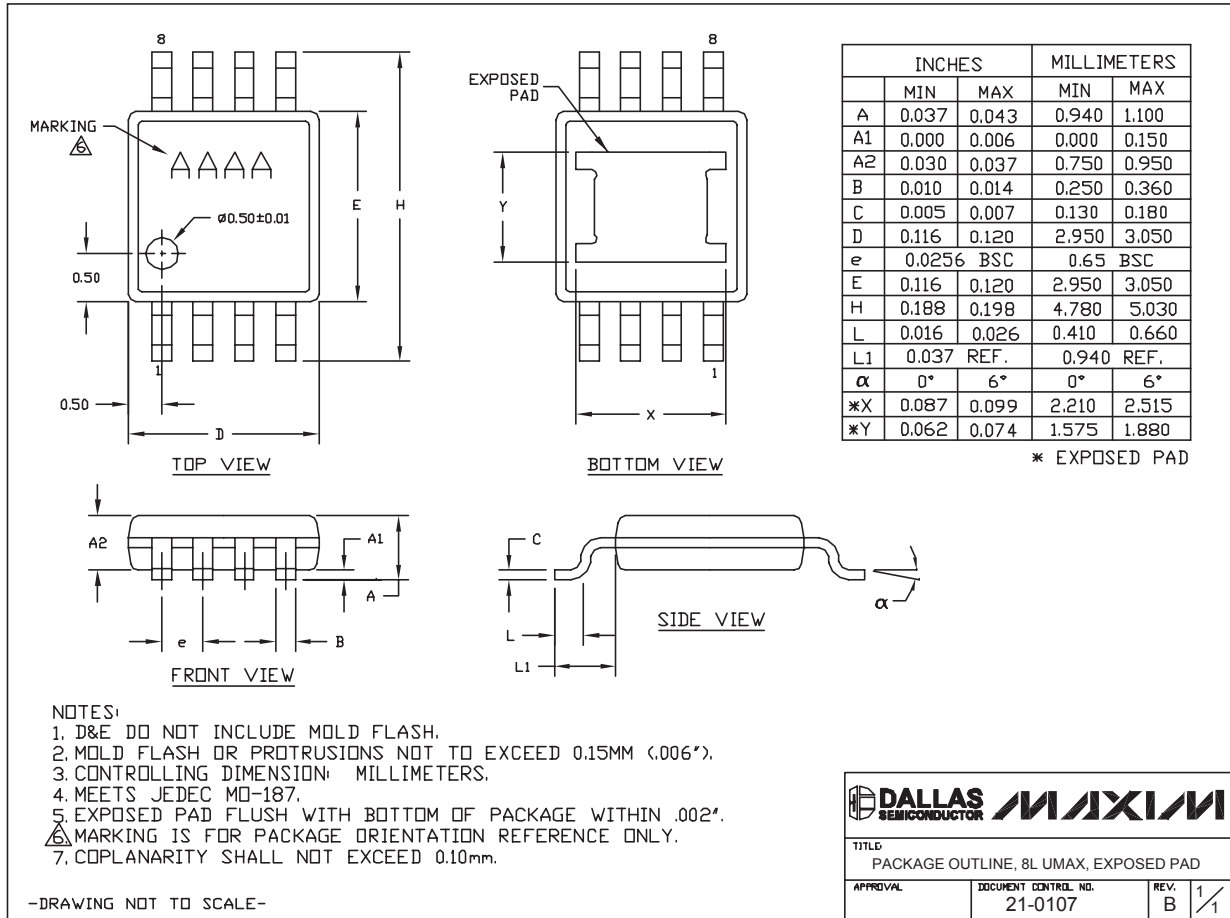 8
MARKING
6
AAAA
Ø0.50±0.01
0.50
E
H
1
0.50
D
TOP VIEW
8
EXPOSED
PAD
Y
1
X
BOTTOM VIEW
INCHES MILLIMETERS
MIN MAX MIN MAX
A 0.037 0.043 0.940 1.100
A1 0.000 0.006 0.000 0.150
A2 0.030 0.037 0.750 0.950
B 0.010 0.014 0.250 0.360
C 0.005 0.007 0.130 0.180
D 0.116 0.120 2.950 3.050
e 0.0256 BSC 0.65 BSC
E 0.116 0.120 2.950 3.050
H 0.188 0.198 4.780 5.030
L 0.016 0.026 0.410 0.660
L1 0.037 REF. 0.940 REF.
α 0° 6° 0° 6°
*X 0.087 0.099 2.210 2.515
*Y 0.062 0.074 1.575 1.880
* EXPOSED PAD
A2
A1
A
e
B
FRONT VIEW
C
L
L1
α
SIDE VIEW
NOTES:
1. D&E DO NOT INCLUDE MOLD FLASH.
2. MOLD FLASH OR PROTRUSIONS NOT TO EXCEED 0.15MM (.006").
3. CONTROLLING DIMENSION: MILLIMETERS.
4. MEETS JEDEC MO-187.
5. EXPOSED PAD FLUSH WITH BOTTOM OF PACKAGE WITHIN .002".
6. MARKING IS FOR PACKAGE ORIENTATION REFERENCE ONLY.
7. COPLANARITY SHALL NOT EXCEED 0.10mm.
-DRAWING NOT TO SCALE-
DALLAS SEMICONDUCTOR MAXIM
TITLE:
PACKAGE OUTLINE, 8L UMAX, EXPOSED PAD
APPROVAL DOCUMENT CONTROL NO. REV.
21-0107 B 1/1